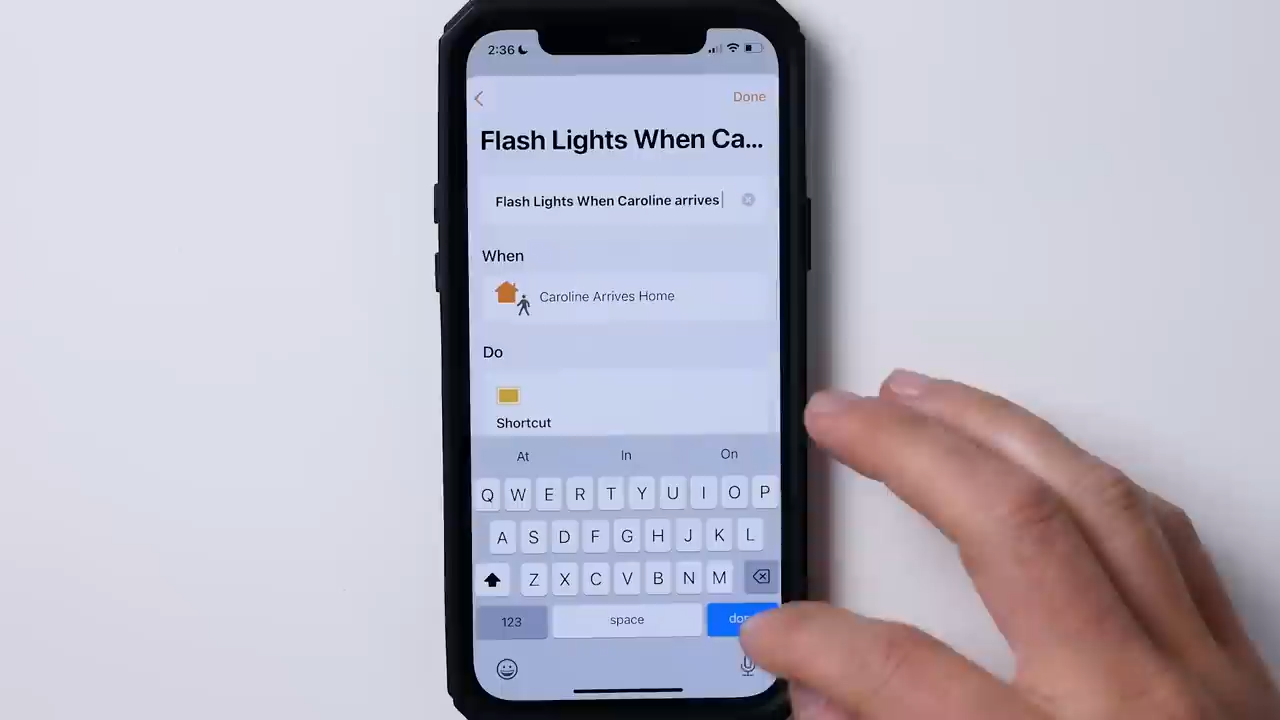 2:36
Done
Flash Lights When Ca...
Flash Lights When Caroline arrives
When
Caroline Arrives Home
Do
Shortcut
At In On
Q W E R T Y U I O P
A S D F G H J K L
Z X C V B N M
123 space